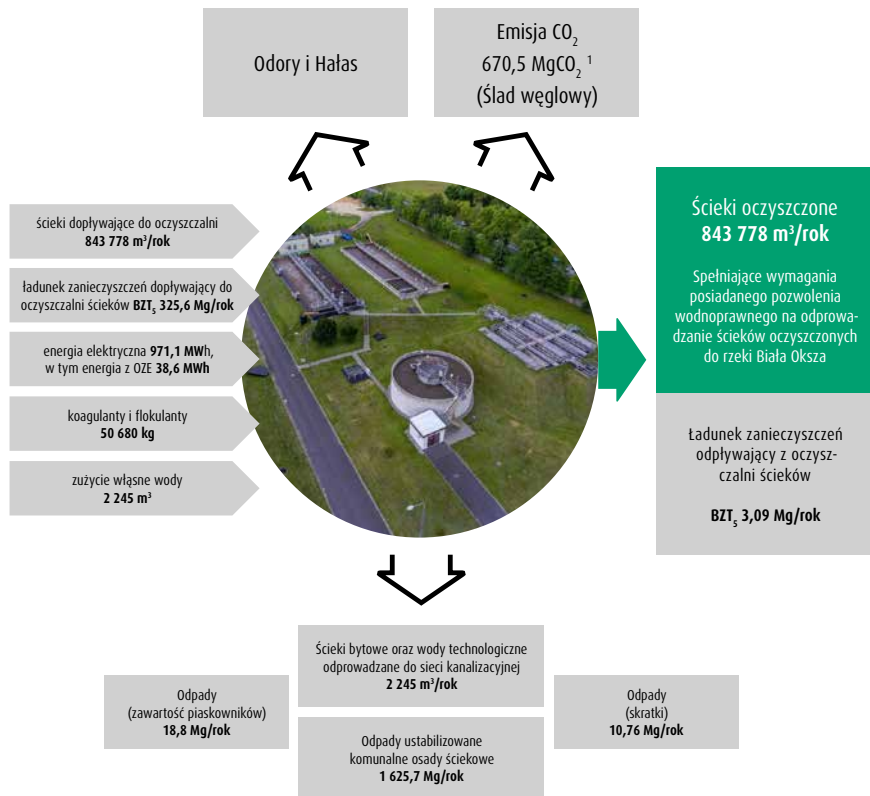 Odory i Hałas
Emisja CO₂
670,5 MgCO₂ ¹
(Ślad węglowy)
ścieki dopływające do oczyszczalni
843 778 m³/rok
ładunek zanieczyszczeń dopływający do
oczyszczalni ścieków BZT₅ 325,6 Mg/rok
energia elektryczna 971,1 MWh,
w tym energia z OZE 38,6 MWh
koagulanty i flokulanty
50 680 kg
zużycie własne wody
2 245 m³
Ścieki oczyszczone
843 778 m³/rok
Spełniające wymagania
posiadanego pozwolenia
wodnoprawnego na odprowa-
dzanie ścieków oczyszczonych
do rzeki Biała Oksza
Ładunek zanieczyszczeń
odpływający z oczysz-
czalni ścieków
BZT₅ 3,09 Mg/rok
Ścieki bytowe oraz wody technologiczne
odprowadzane do sieci kanalizacyjnej
2 245 m³/rok
Odpady
(zawartość piaskowników)
18,8 Mg/rok
Odpady
(skratki)
10,76 Mg/rok
Odpady ustabilizowane
komunalne osady ściekowe
1 625,7 Mg/rok